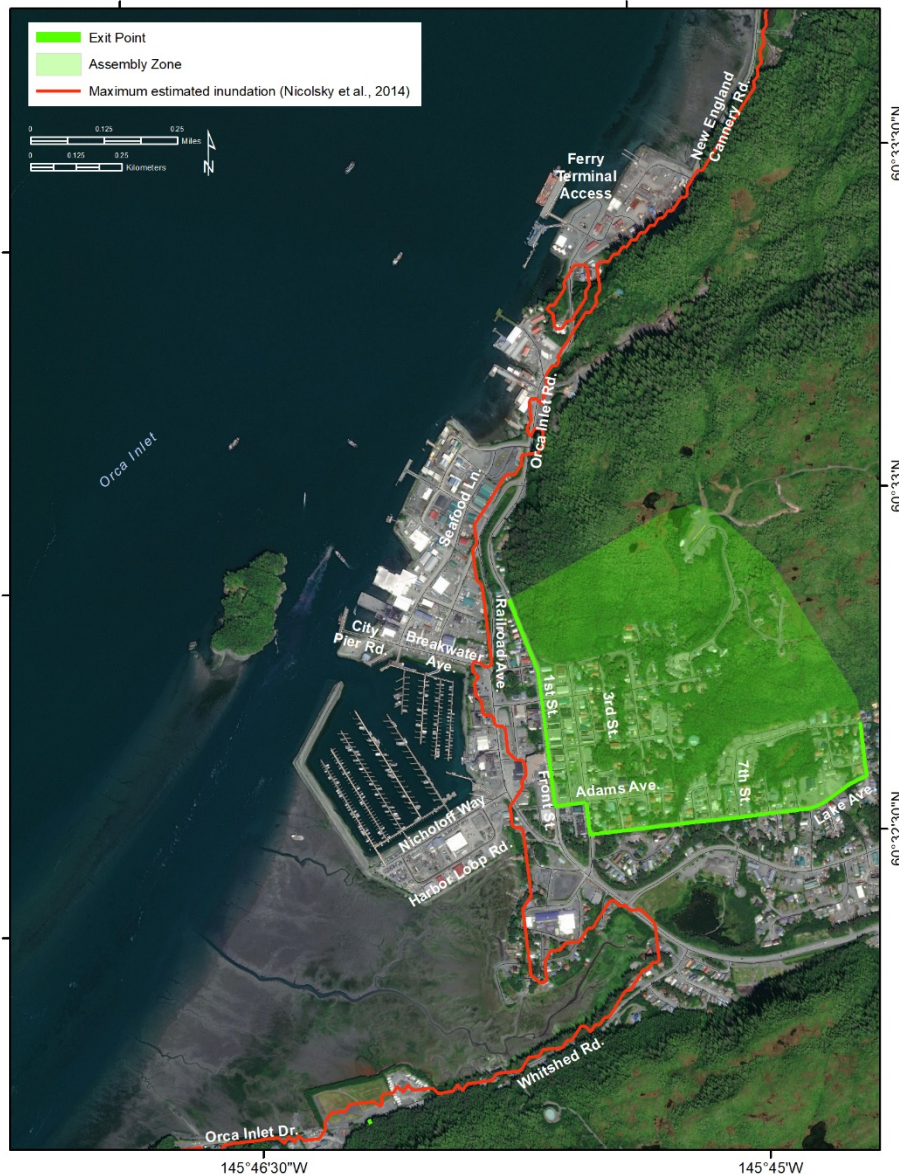 Exit Point
Assembly Zone
Maximum estimated inundation (Nicolsky et al., 2014)
0 0.125 0.25
Miles
0 0.125 0.25
Kilometers
N
New England
Cannery Rd.
Ferry
Terminal
Access
60°33'30"N
Orca Inlet Rd.
Orca Inlet
Seafood Ln.
60°33'N
Railroad Ave.
City
Pier Rd.
Breakwater
Ave.
1st St.
3rd St.
Front St.
Adams Ave.
7th St.
Lake Ave.
Nicholoff Way
Harbor Loop Rd.
60°32'30"N
Whitshed Rd.
Orca Inlet Dr.
145°46'30"W
145°45'W